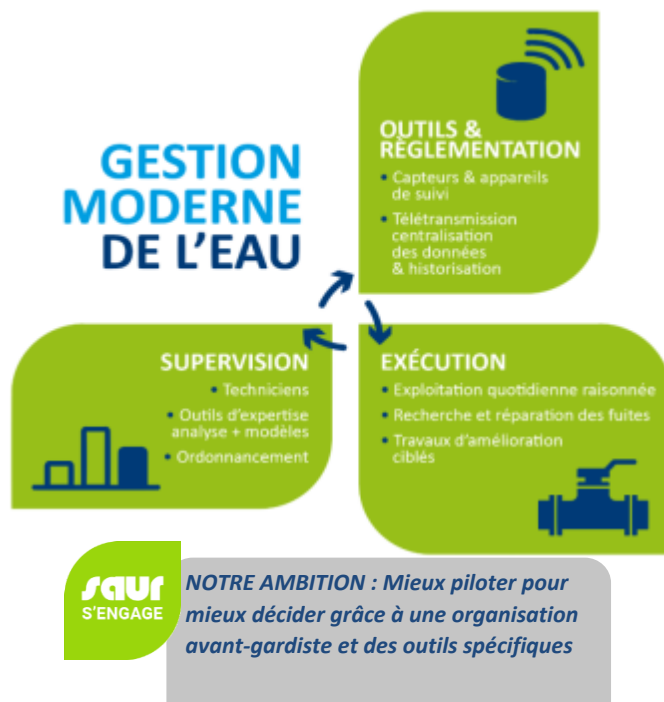 GESTION
MODERNE
DE L'EAU
OUTILS &
RÈGLEMENTATION
• Capteurs & appareils
de suivi
• Télétransmission
centralisation
des données
& historisation
SUPERVISION
• Techniciens
• Outils d'expertise
analyse + modèles
• Ordonnancement
EXÉCUTION
• Exploitation quotidienne raisonnée
• Recherche et réparation des fuites
• Travaux d'amélioration
ciblés
saur
S'ENGAGE
NOTRE AMBITION : Mieux piloter pour
mieux décider grâce à une organisation
avant-gardiste et des outils spécifiques